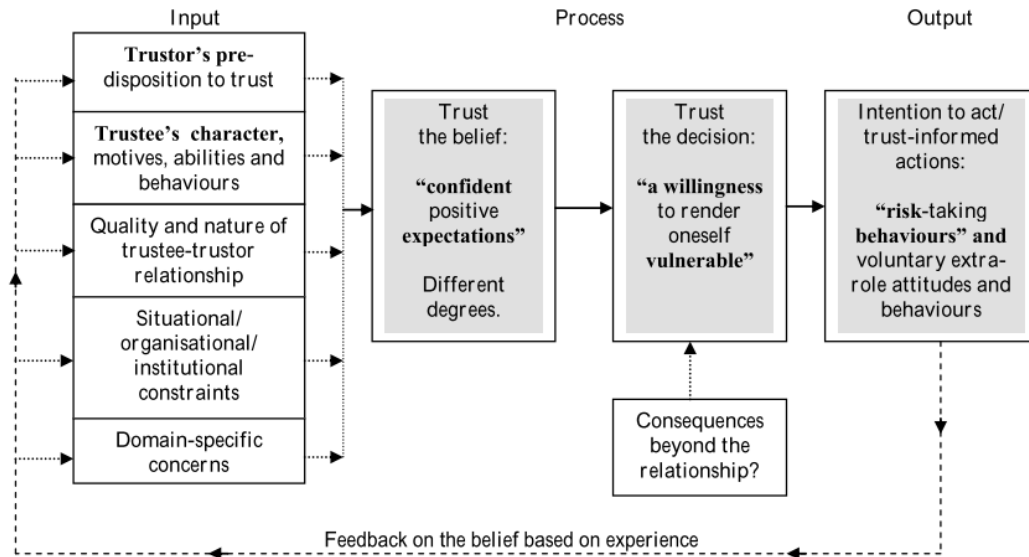 Input
Process
Output
Trustor’s pre-
disposition to trust
Trustee’s character,
motives, abilities and
behaviours
Quality and nature of
trustee-trustor
relationship
Situational/
organisational/
institutional
constraints
Domain-specific
concerns
Trust
the belief:
“confident
positive
expectations”
Different
degrees.
Trust
the decision:
“a willingness
to render
oneself
vulnerable”
Consequences
beyond the
relationship?
Intention to act/
trust-informed
actions:
“risk-taking
behaviours” and
voluntary extra-
role attitudes and
behaviours
Feedback on the belief based on experience